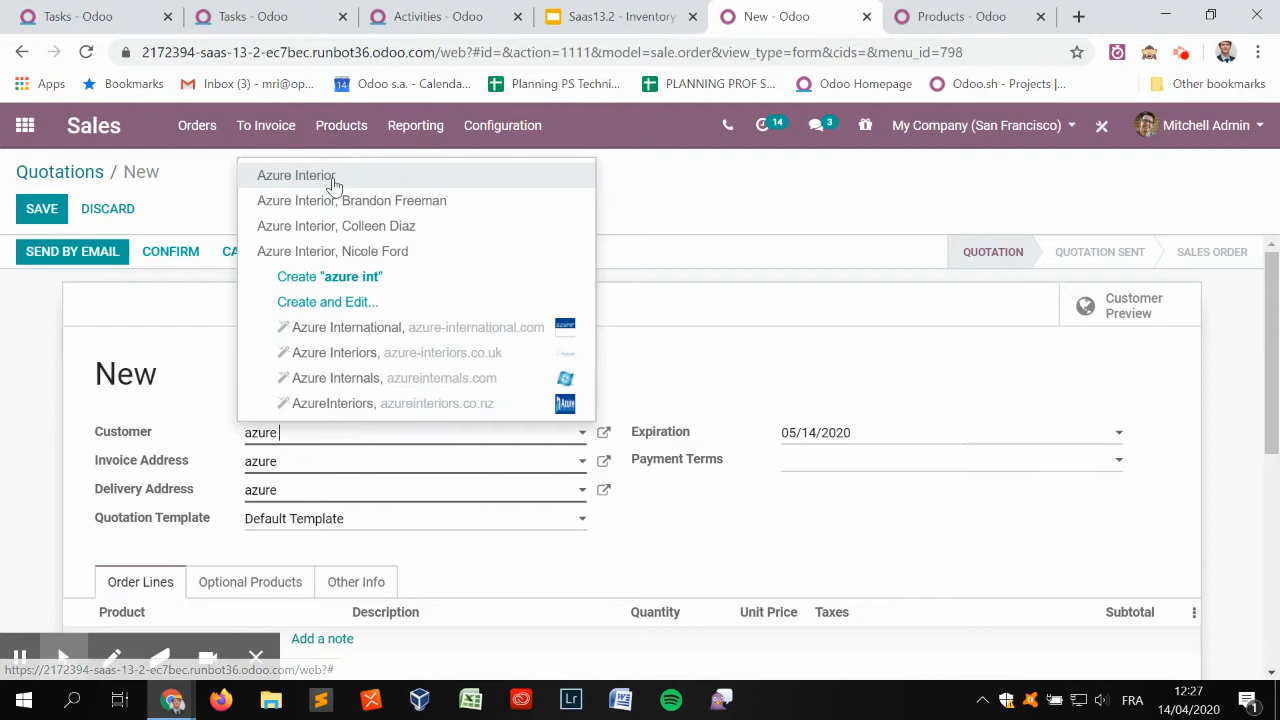 Tasks - Odoo
Tasks - Odoo
Activities - Odoo
Saas13.2 - Inventory
New - Odoo
Products - Odoo
2172394-saas-13-2-ec7bec.runbot36.odoo.com/web?#id=&action=1111&model=sale.order&view_type=form&cids=&menu_id=798
Apps
Bookmarks
Inbox (3) - mri@op...
Odoo s.a. - Calenda...
Planning PS Techni...
PLANNING PROF S...
Odoo Homepage
Odoo.sh - Projects |...
Other bookmarks
Sales
Orders
To Invoice
Products
Reporting
Configuration
14
3
My Company (San Francisco)
Mitchell Admin
Quotations / New
SAVE
DISCARD
SEND BY EMAIL
CONFIRM
CA
QUOTATION
QUOTATION SENT
SALES ORDER
Azure Interior
Azure Interior, Brandon Freeman
Azure Interior, Colleen Diaz
Azure Interior, Nicole Ford
Create "azure int"
Create and Edit...
Azure International, azure-international.com
Azure Interiors, azure-interiors.co.uk
Azure Internals, azureinternals.com
AzureInteriors, azureinteriors.co.nz
Customer
Preview
New
Customer
azure
Expiration
05/14/2020
Invoice Address
azure
Payment Terms
Delivery Address
azure
Quotation Template
Default Template
Order Lines
Optional Products
Other Info
Product
Description
Quantity
Unit Price
Taxes
Subtotal
Add a note
https://2172394-saas-13-2-ec7bec.runbot36.odoo.com/web?#
FRA
12:27
14/04/2020
1